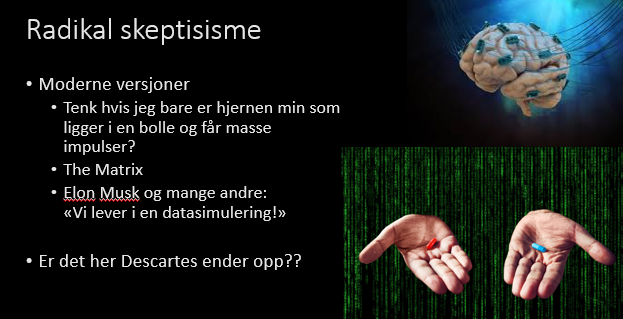 Radikal skeptisisme
• Moderne versjoner
• Tenk hvis jeg bare er hjernen min som
ligger i en bolle og får masse
impulser?
• The Matrix
• Elon Musk og mange andre:
«Vi lever i en datasimulering!»
• Er det her Descartes ender opp??